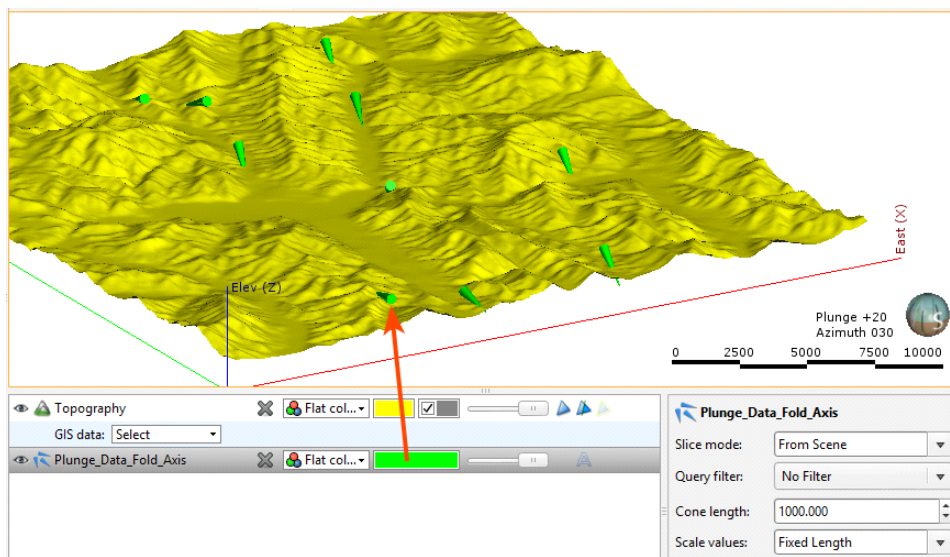 East (X)
Elev (Z)
Plunge +20
Azimuth 030
S
0 2500 5000 7500 10000
Topography Flat col...
GIS data: Select
Plunge_Data_Fold_Axis Flat col...
Plunge_Data_Fold_Axis
Slice mode: From Scene
Query filter: No Filter
Cone length: 1000.000
Scale values: Fixed Length